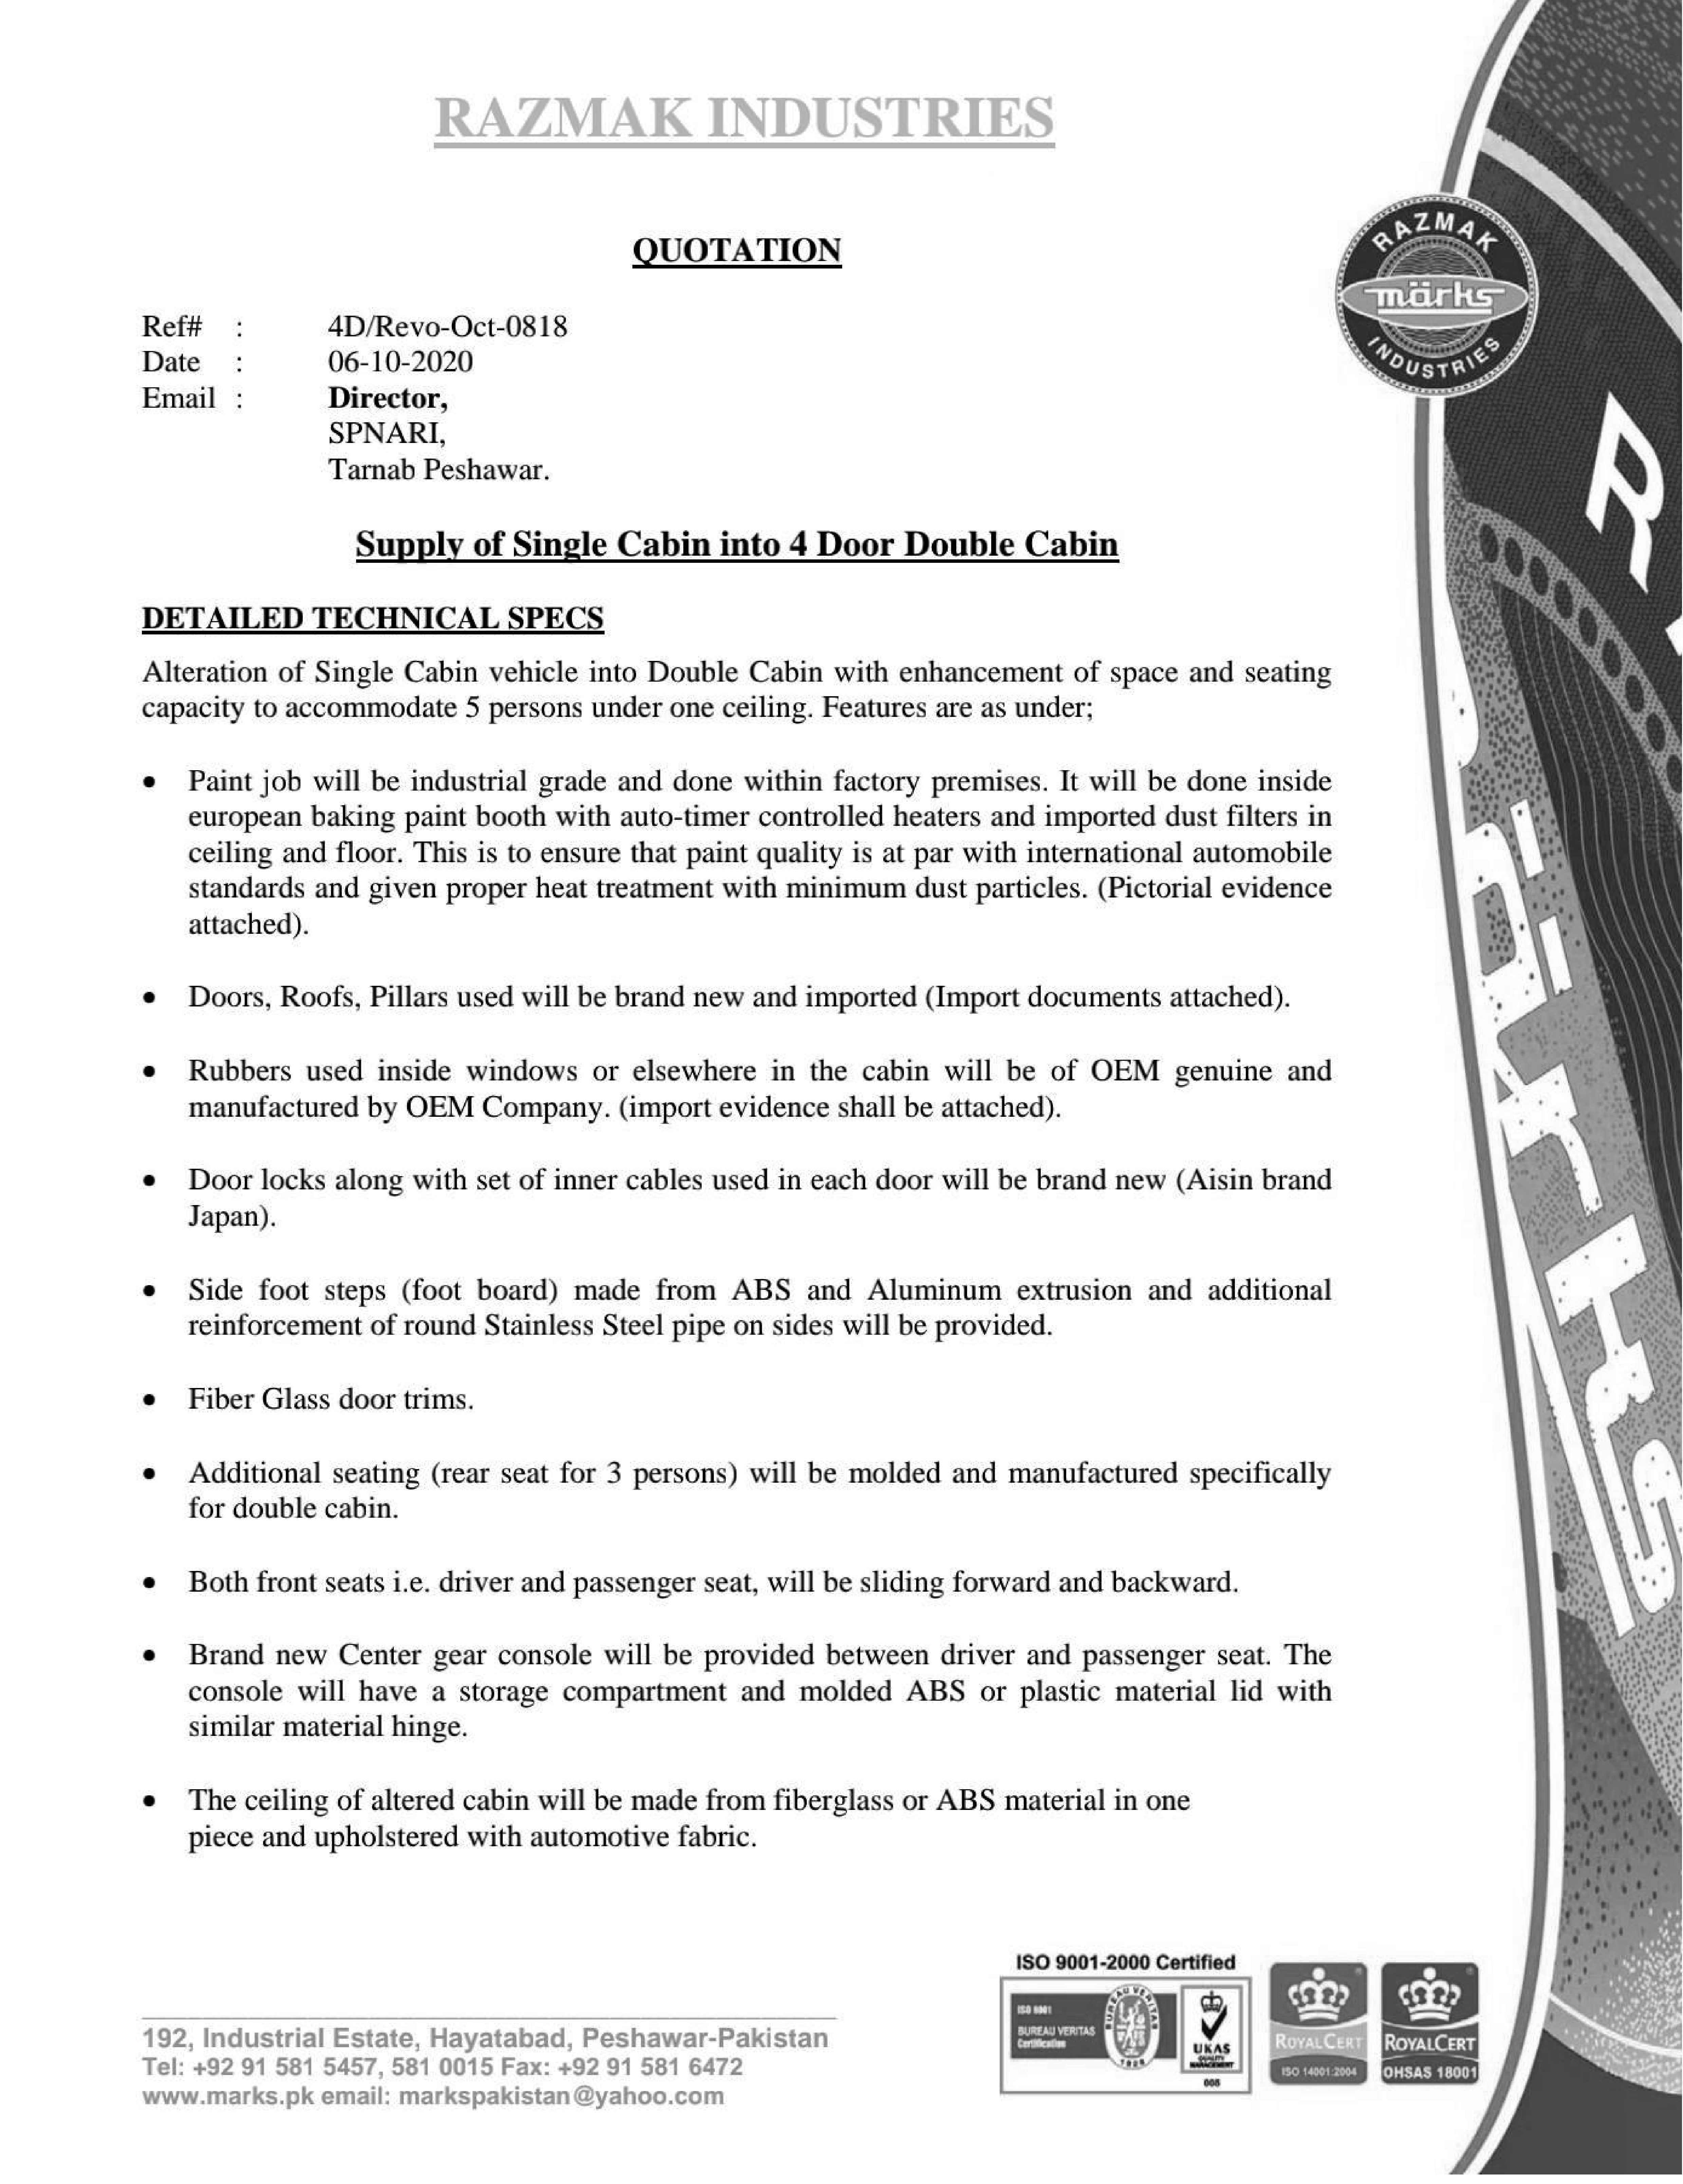 RAZMAK INDUSTRIES
QUOTATION
Ref# : 4D/Revo-Oct-0818
Date : 06-10-2020
Email : Director,
SPNARI,
Tarnab Peshawar.
Supply of Single Cabin into 4 Door Double Cabin
DETAILED TECHNICAL SPECS
Alteration of Single Cabin vehicle into Double Cabin with enhancement of space and seating
capacity to accommodate 5 persons under one ceiling. Features are as under;
• Paint job will be industrial grade and done within factory premises. It will be done inside
european baking paint booth with auto-timer controlled heaters and imported dust filters in
ceiling and floor. This is to ensure that paint quality is at par with international automobile
standards and given proper heat treatment with minimum dust particles. (Pictorial evidence
attached).
• Doors, Roofs, Pillars used will be brand new and imported (Import documents attached).
• Rubbers used inside windows or elsewhere in the cabin will be of OEM genuine and
manufactured by OEM Company. (import evidence shall be attached).
• Door locks along with set of inner cables used in each door will be brand new (Aisin brand
Japan).
• Side foot steps (foot board) made from ABS and Aluminum extrusion and additional
reinforcement of round Stainless Steel pipe on sides will be provided.
• Fiber Glass door trims.
• Additional seating (rear seat for 3 persons) will be molded and manufactured specifically
for double cabin.
• Both front seats i.e. driver and passenger seat, will be sliding forward and backward.
• Brand new Center gear console will be provided between driver and passenger seat. The
console will have a storage compartment and molded ABS or plastic material lid with
similar material hinge.
• The ceiling of altered cabin will be made from fiberglass or ABS material in one
piece and upholstered with automotive fabric.
192, Industrial Estate, Hayatabad, Peshawar-Pakistan
Tel: +92 91 581 5457, 581 0015 Fax: +92 91 581 6472
www.marks.pk email: markspakistan@yahoo.com
ISO 9001-2000 Certified
ISO 9001
BUREAU VERITAS
Certification
BUREAU VERITAS
1828
UKAS
QUALITY
MANAGEMENT
008
ROYALCERT
ISO 14001:2004
ROYALCERT
OHSAS 18001
RAZMAK
märks
INDUSTRIES
R
märks